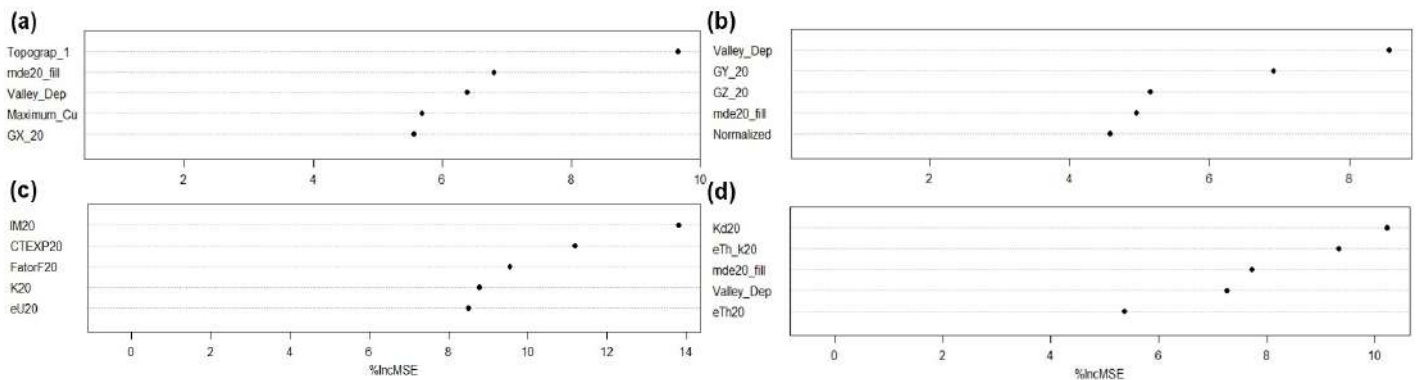 (a)
Topograp_1
mde20_fill
Valley_Dep
Maximum_Cu
GX_20
2 4 6 8 10
(b)
Valley_Dep
GY_20
GZ_20
mde20_fill
Normalized
2 4 6 8
(c)
IM20
CTEXP20
FatorF20
K20
eU20
0 2 4 6 8 10 12 14
%IncMSE
(d)
Kd20
eTh_k20
mde20_fill
Valley_Dep
eTh20
0 2 4 6 8 10
%IncMSE